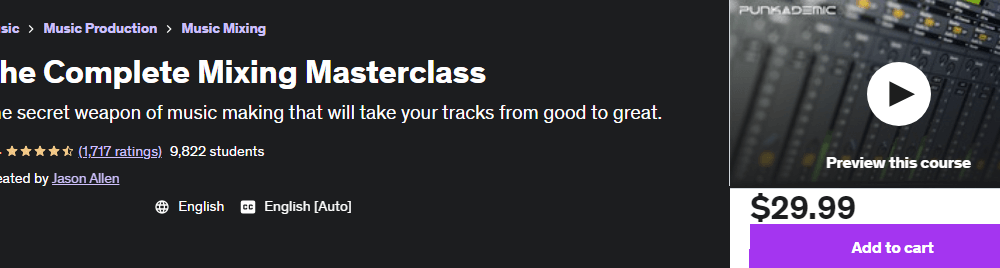 sic > Music Production > Music Mixing
he Complete Mixing Masterclass
e secret weapon of music making that will take your tracks from good to great.
(1,717 ratings) 9,822 students
eated by Jason Allen
English CC English [Auto]
PUNKADEMIC
Preview this course
$29.99
Add to cart